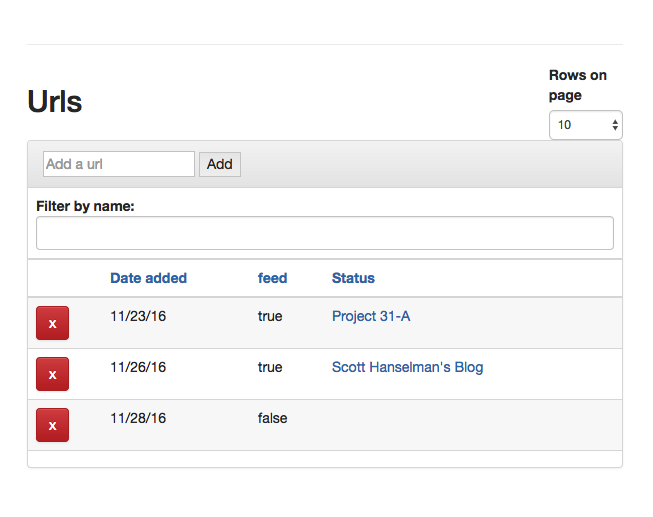 Rows on
page
Urls
10
Add a url Add
Filter by name:
Date added feed Status
x 11/23/16 true Project 31-A
x 11/26/16 true Scott Hanselman's Blog
x 11/28/16 false